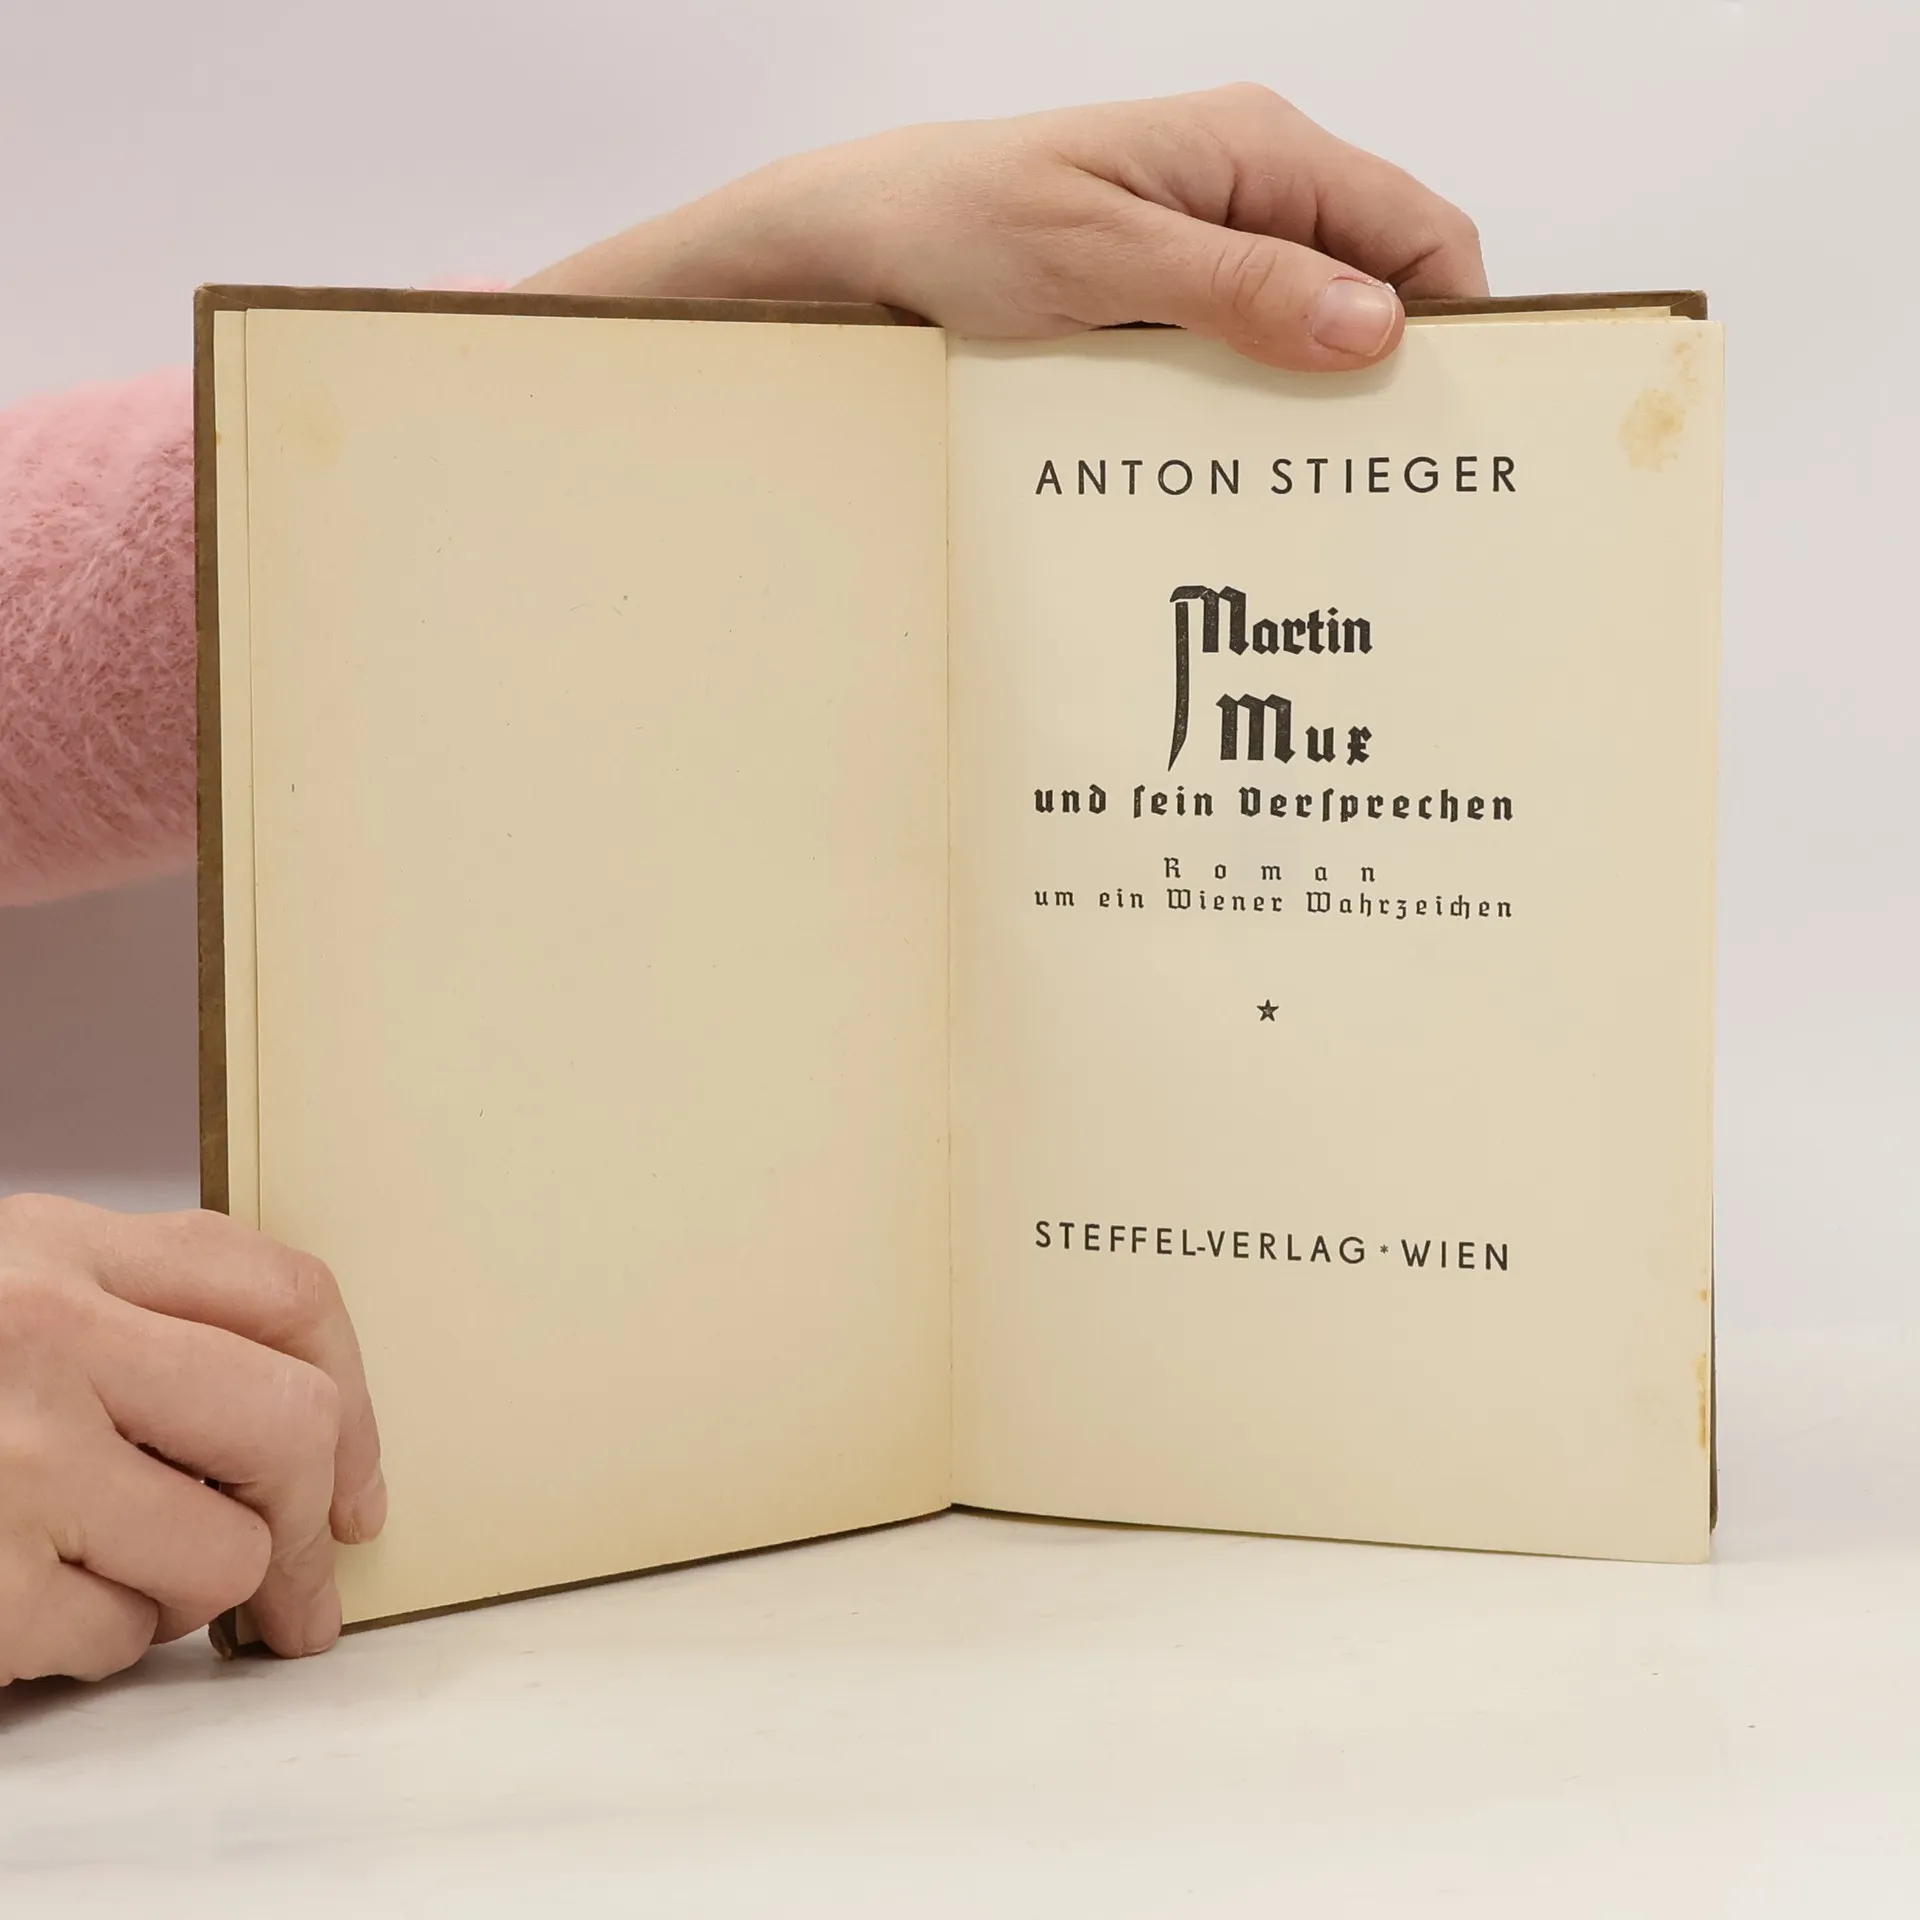 ANTON STIEGER
Martin
Mux
und ſein Verſprechen
Roman
um ein Wiener Wahrzeichen
★
STEFFEL-VERLAG * WIEN